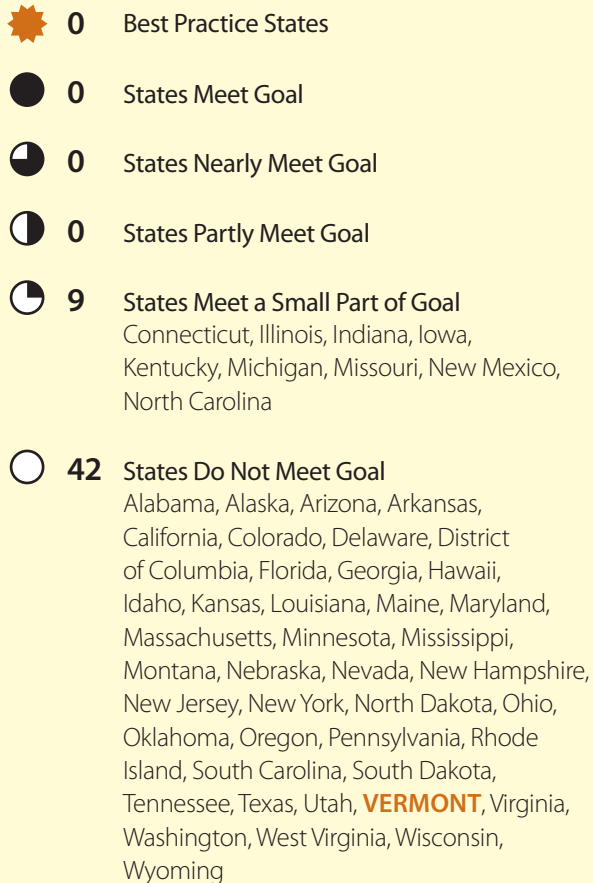 0 Best Practice States
0 States Meet Goal
0 States Nearly Meet Goal
0 States Partly Meet Goal
9 States Meet a Small Part of Goal
Connecticut, Illinois, Indiana, Iowa,
Kentucky, Michigan, Missouri, New Mexico,
North Carolina
42 States Do Not Meet Goal
Alabama, Alaska, Arizona, Arkansas,
California, Colorado, Delaware, District
of Columbia, Florida, Georgia, Hawaii,
Idaho, Kansas, Louisiana, Maine, Maryland,
Massachusetts, Minnesota, Mississippi,
Montana, Nebraska, Nevada, New Hampshire,
New Jersey, New York, North Dakota, Ohio,
Oklahoma, Oregon, Pennsylvania, Rhode
Island, South Carolina, South Dakota,
Tennessee, Texas, Utah, VERMONT, Virginia,
Washington, West Virginia, Wisconsin,
Wyoming